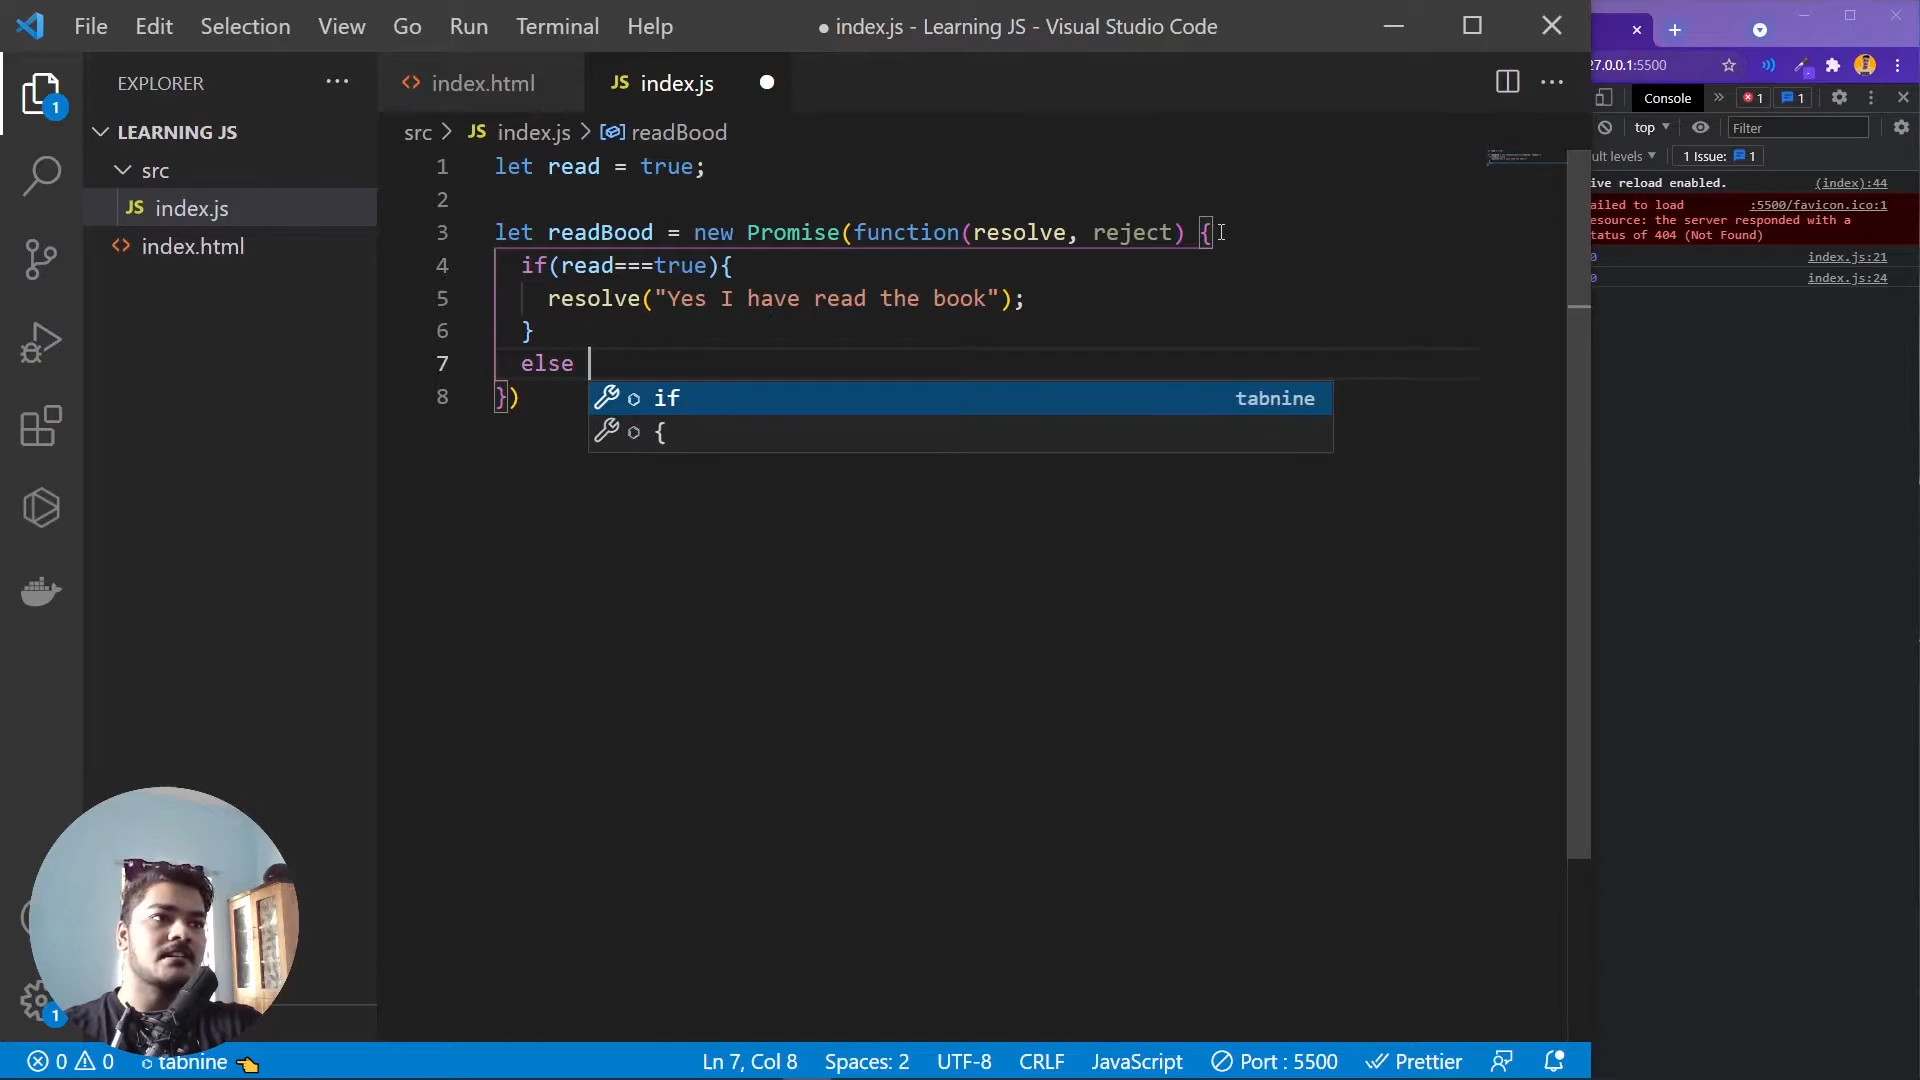 File Edit Selection View Go Run Terminal Help ● index.js - Learning JS - Visual Studio Code
EXPLORER
LEARNING JS
src
JS index.js
index.html
index.html JS index.js
src > JS index.js > readBood
1 let read = true;
2
3 let readBood = new Promise(function(resolve, reject) {
4 if(read===true){
5 resolve("Yes I have read the book");
6 }
7 else
8 })
if tabnine
{
27.0.0.1:5500
Console » 1 1
top Filter
ult levels 1 Issue: 1
ive reload enabled. (index):44
ailed to load :5500/favicon.ico:1
esource: the server responded with a
tatus of 404 (Not Found)
index.js:21
index.js:24
1
1
0 0 tabnine Ln 7, Col 8 Spaces: 2 UTF-8 CRLF JavaScript Port : 5500 Prettier